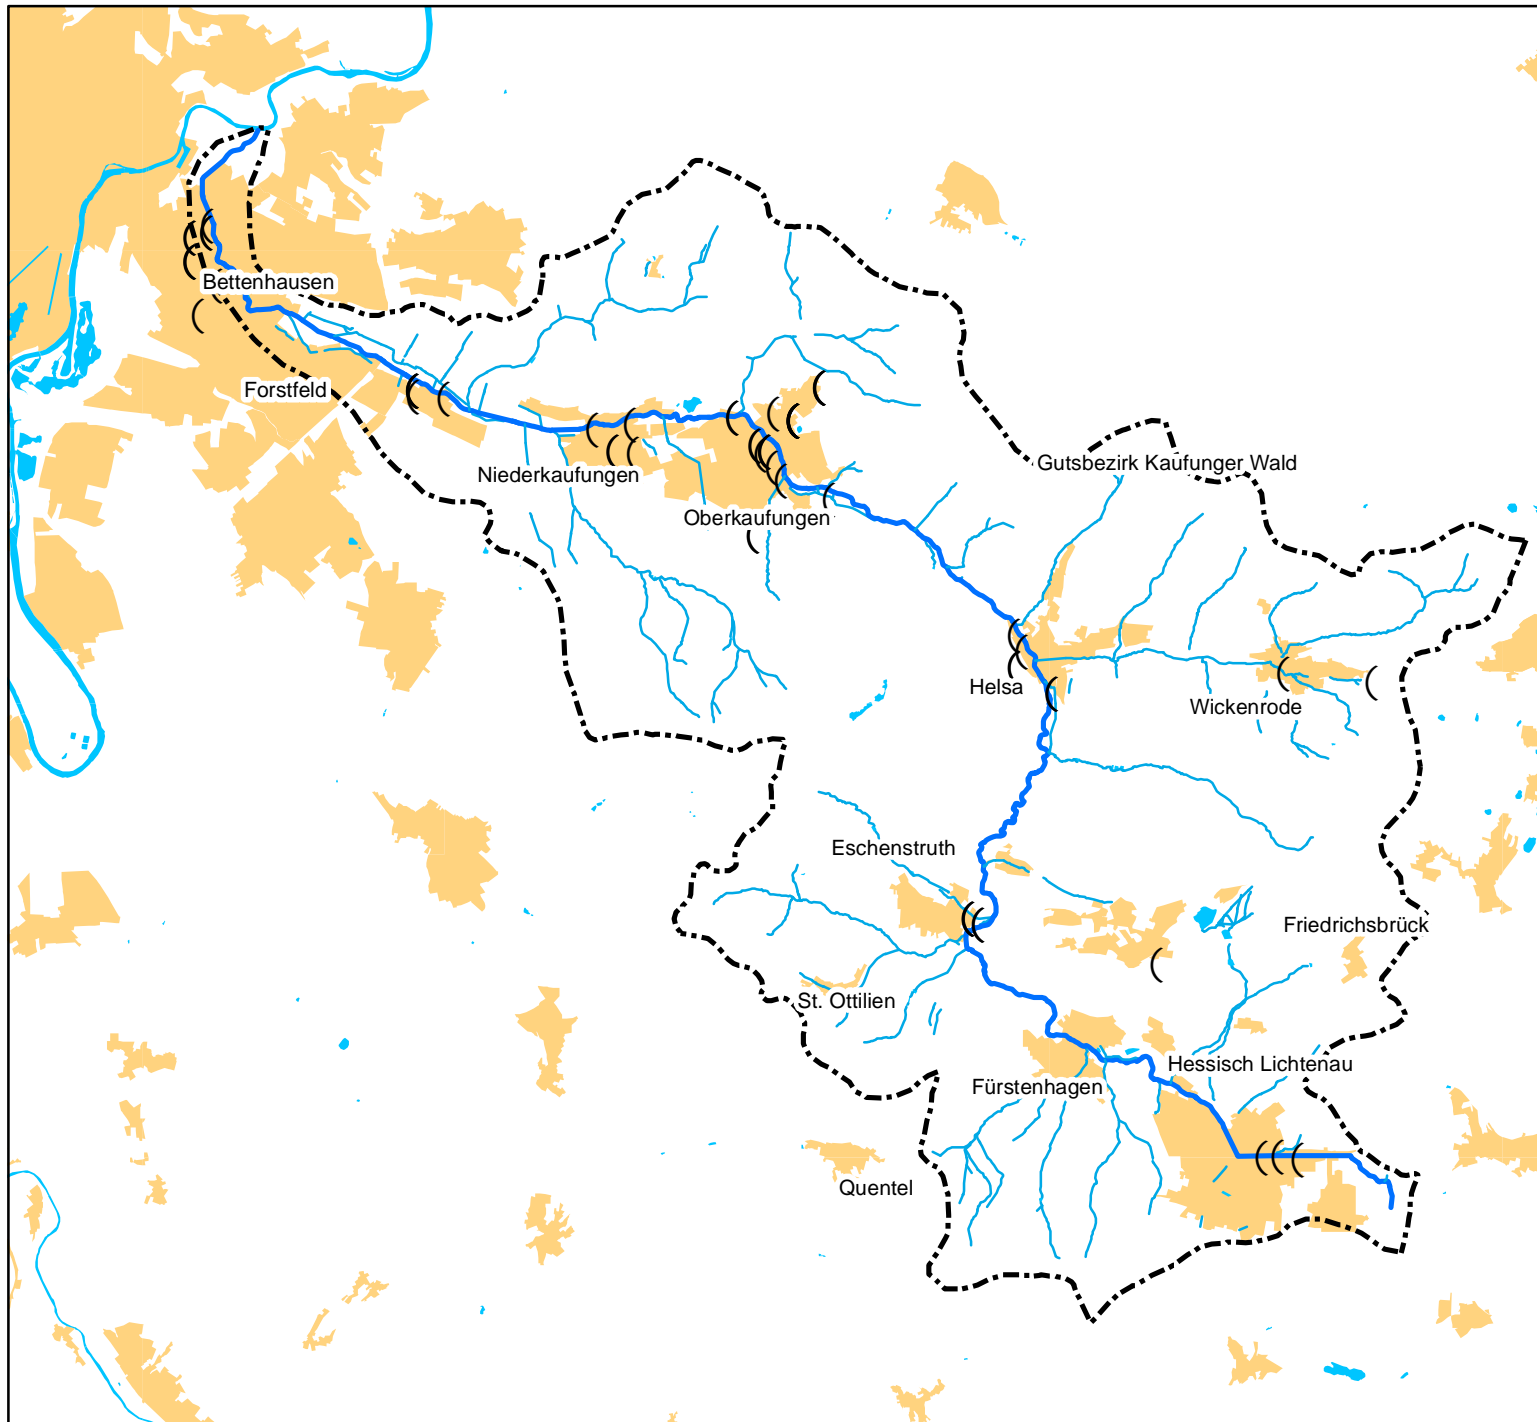 Bettenhausen
Forstfeld
Gutsbezirk Kaufunger Wald
Niederkaufungen
Oberkaufungen
Helsa
Wickenrode
Eschenstruth
Friedrichsbrück
St. Ottilien
Hessisch Lichtenau
Fürstenhagen
Quentel